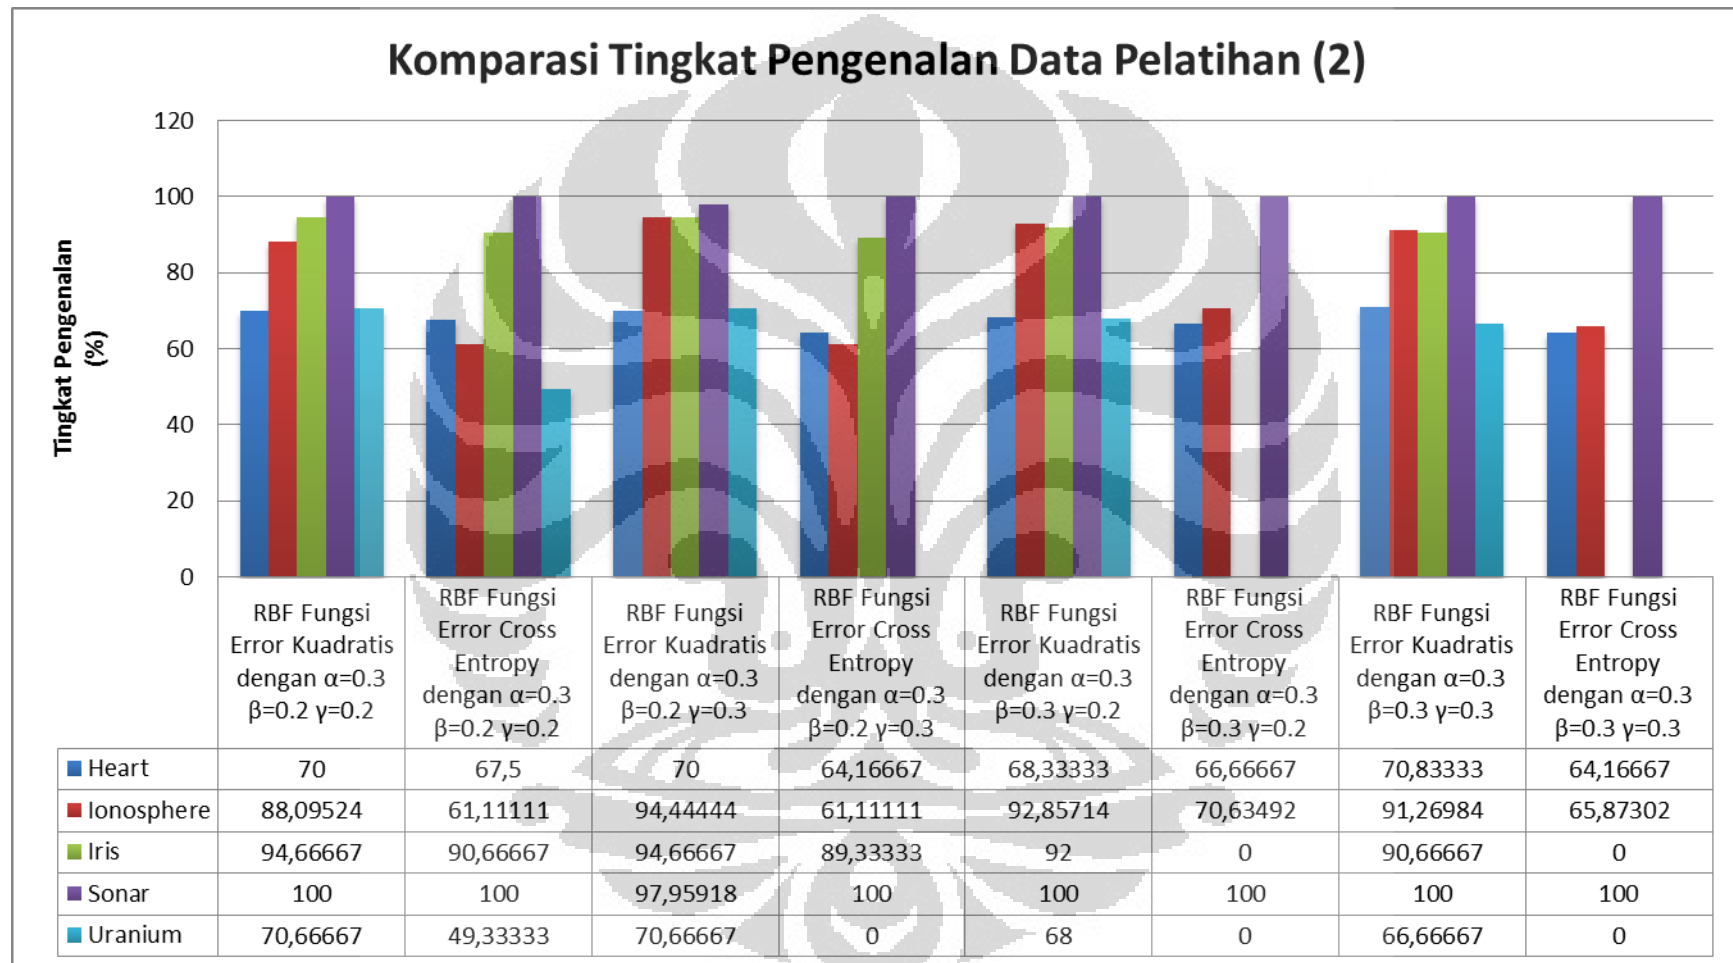 Komparasi Tingkat Pengenalan Data Pelatihan (2)
Tingkat Pengenalan
(%)
120
100
80
60
40
20
0
RBF Fungsi
Error Kuadratis
dengan α=0.3
β=0.2 γ=0.2
RBF Fungsi
Error Cross
Entropy
dengan α=0.3
β=0.2 γ=0.2
RBF Fungsi
Error Kuadratis
dengan α=0.3
β=0.2 γ=0.3
RBF Fungsi
Error Cross
Entropy
dengan α=0.3
β=0.2 γ=0.3
RBF Fungsi
Error Kuadratis
dengan α=0.3
β=0.3 γ=0.2
RBF Fungsi
Error Cross
Entropy
dengan α=0.3
β=0.3 γ=0.2
RBF Fungsi
Error Kuadratis
dengan α=0.3
β=0.3 γ=0.3
RBF Fungsi
Error Cross
Entropy
dengan α=0.3
β=0.3 γ=0.3
Heart 70 67,5 70 64,16667 68,33333 66,66667 70,83333 64,16667
Ionosphere 88,09524 61,11111 94,44444 61,11111 92,85714 70,63492 91,26984 65,87302
Iris 94,66667 90,66667 94,66667 89,33333 92 0 90,66667 0
Sonar 100 100 97,95918 100 100 100 100 100
Uranium 70,66667 49,33333 70,66667 0 68 0 66,66667 0